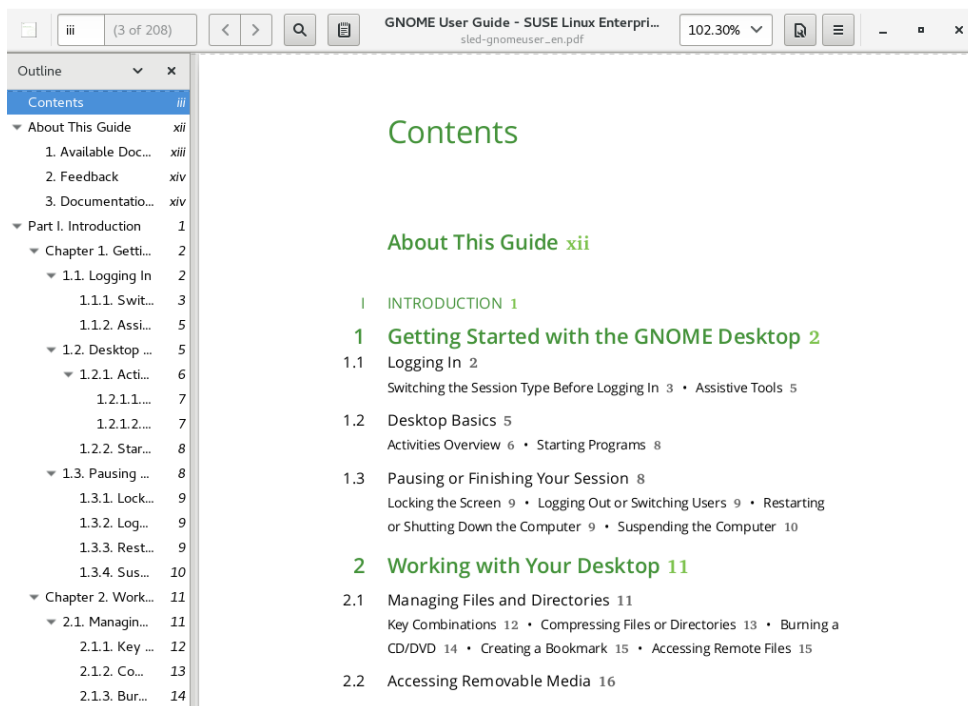 iii (3 of 208) GNOME User Guide - SUSE Linux Enterpri... 102.30%
sled-gnomeuser_en.pdf
Outline
Contents iii
About This Guide xii
1. Available Doc... xiii
2. Feedback xiv
3. Documentatio... xiv
Part I. Introduction 1
Chapter 1. Getti... 2
1.1. Logging In 2
1.1.1. Swit... 3
1.1.2. Assi... 5
1.2. Desktop ... 5
1.2.1. Acti... 6
1.2.1.1.... 7
1.2.1.2.... 7
1.2.2. Star... 8
1.3. Pausing ... 8
1.3.1. Lock... 9
1.3.2. Log... 9
1.3.3. Rest... 9
1.3.4. Sus... 10
Chapter 2. Work... 11
2.1. Managin... 11
2.1.1. Key ... 12
2.1.2. Co... 13
2.1.3. Bur... 14
Contents
About This Guide xii
I INTRODUCTION 1
1 Getting Started with the GNOME Desktop 2
1.1 Logging In 2
Switching the Session Type Before Logging In 3 • Assistive Tools 5
1.2 Desktop Basics 5
Activities Overview 6 • Starting Programs 8
1.3 Pausing or Finishing Your Session 8
Locking the Screen 9 • Logging Out or Switching Users 9 • Restarting
or Shutting Down the Computer 9 • Suspending the Computer 10
2 Working with Your Desktop 11
2.1 Managing Files and Directories 11
Key Combinations 12 • Compressing Files or Directories 13 • Burning a
CD/DVD 14 • Creating a Bookmark 15 • Accessing Remote Files 15
2.2 Accessing Removable Media 16